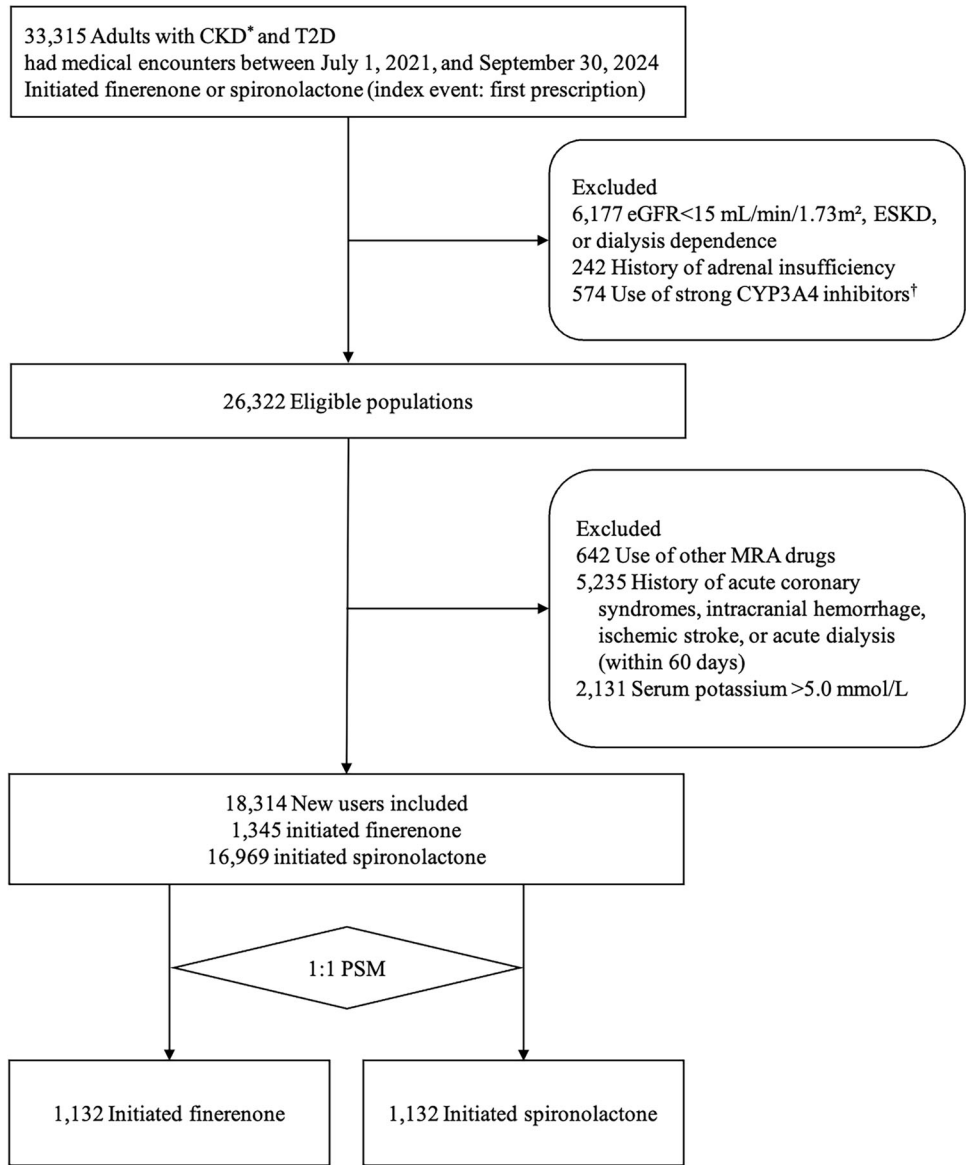 33,315 Adults with CKD* and T2D
had medical encounters between July 1, 2021, and September 30, 2024
Initiated finerenone or spironolactone (index event: first prescription)
Excluded
6,177 eGFR<15 mL/min/1.73m², ESKD,
or dialysis dependence
242 History of adrenal insufficiency
574 Use of strong CYP3A4 inhibitors†
26,322 Eligible populations
Excluded
642 Use of other MRA drugs
5,235 History of acute coronary
syndromes, intracranial hemorrhage,
ischemic stroke, or acute dialysis
(within 60 days)
2,131 Serum potassium >5.0 mmol/L
18,314 New users included
1,345 initiated finerenone
16,969 initiated spironolactone
1:1 PSM
1,132 Initiated finerenone
1,132 Initiated spironolactone